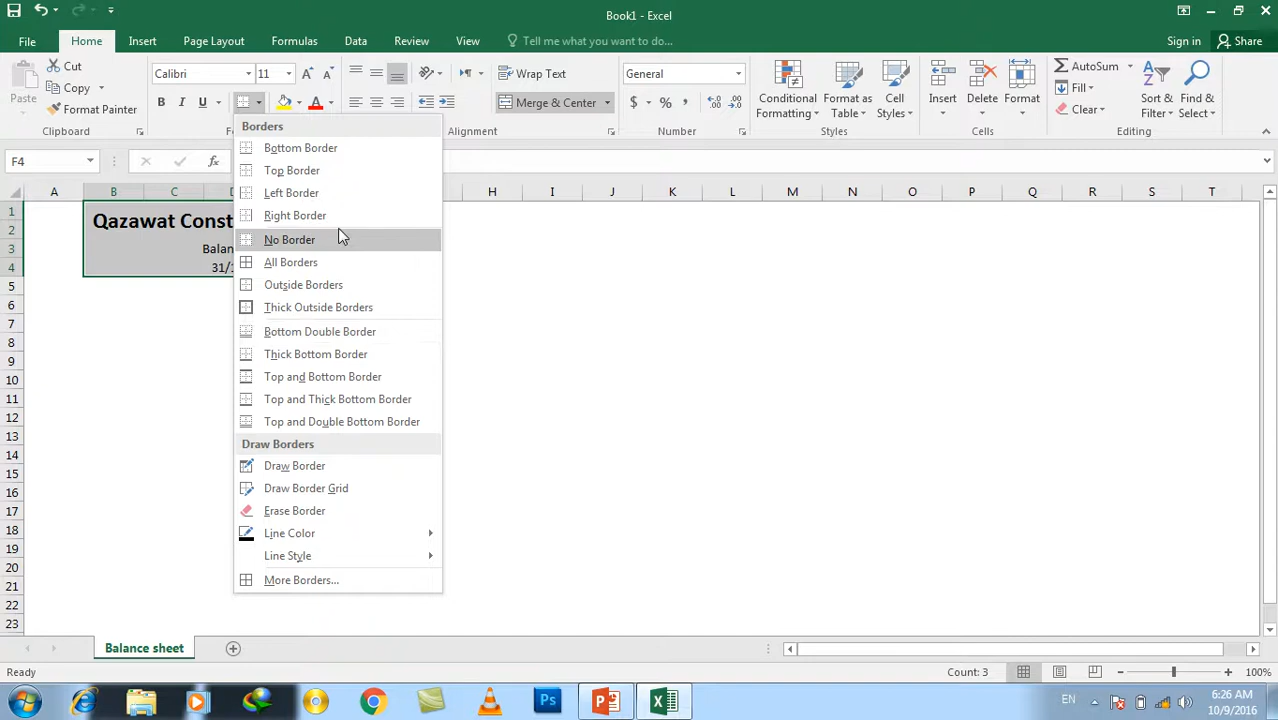 Book1 - Excel
File Home Insert Page Layout Formulas Data Review View Tell me what you want to do... Sign in Share
Cut
Copy
Format Painter
Paste
Clipboard
Calibri 11
B I U
Wrap Text
Merge & Center
Alignment
General
$ % ,
Number
Conditional Formatting
Format as Table
Cell Styles
Styles
Insert Delete Format
Cells
AutoSum
Fill
Clear
Sort & Filter
Find & Select
Editing
F4 fx
A B C H I J K L M N O P Q R S T
1
2
3
4
5
6
7
8
9
10
11
12
13
14
15
16
17
18
19
20
21
22
23
Qazawat Const
Balan
31/1
Borders
Bottom Border
Top Border
Left Border
Right Border
No Border
All Borders
Outside Borders
Thick Outside Borders
Bottom Double Border
Thick Bottom Border
Top and Bottom Border
Top and Thick Bottom Border
Top and Double Bottom Border
Draw Borders
Draw Border
Draw Border Grid
Erase Border
Line Color
Line Style
More Borders...
Balance sheet
Ready
Count: 3
100%
Ps
EN
6:26 AM
10/9/2016